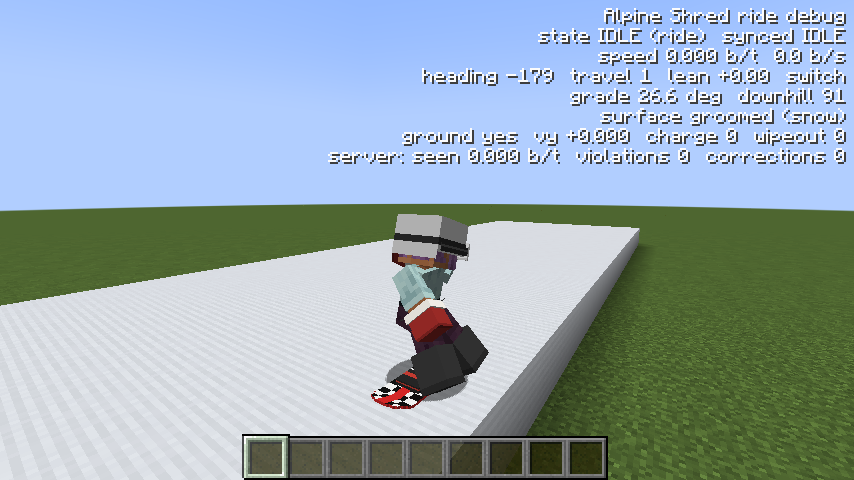 Alpine Shred ride debug
state IDLE (ride) synced IDLE
speed 0.000 b/t 0.0 b/s
heading -179 travel 1 lean +0.00 switch
grade 26.6 deg downhill 91
surface groomed (snow)
ground yes vy +0.000 charge 0 wipeout 0
server: seen 0.000 b/t violations 0 corrections 0